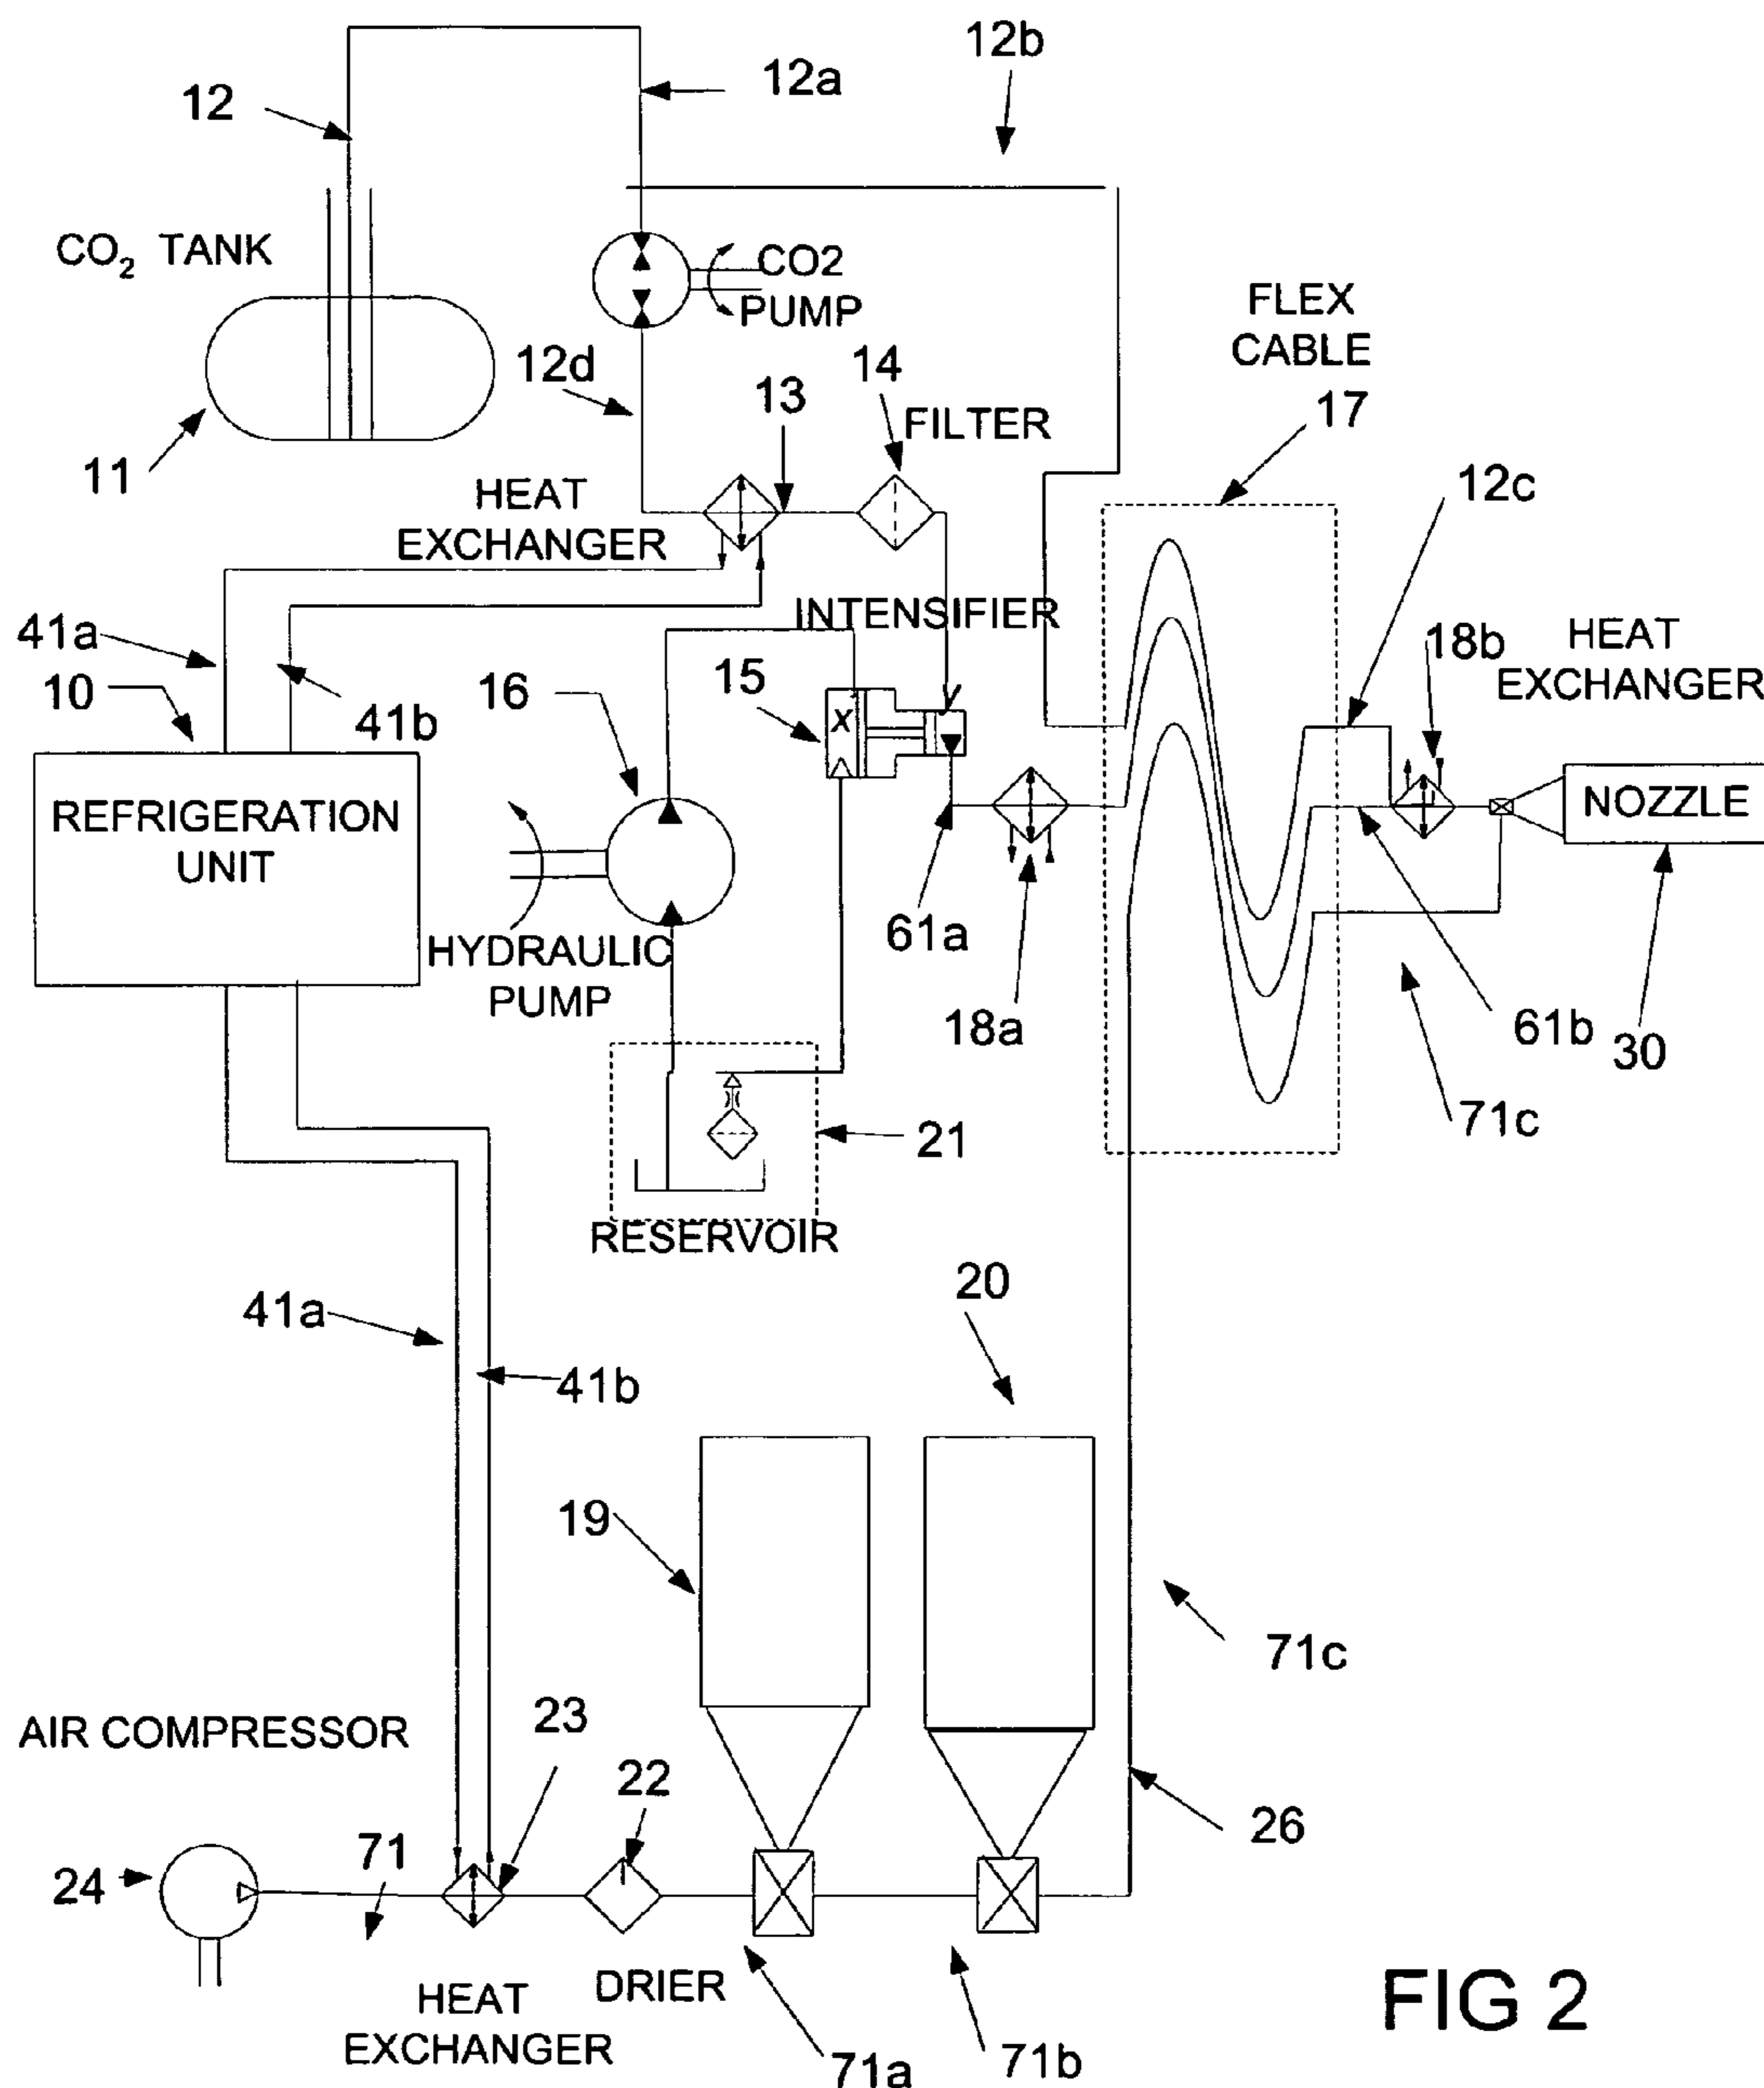 12b
12a
12
CO₂ TANK
CO2
PUMP
FLEX
CABLE
12d
14
13
17
FILTER
11
HEAT
EXCHANGER
12c
INTENSIFIER
41a
18b
HEAT
EXCHANGER
10
16
15
41b
X
Y
REFRIGERATION
UNIT
NOZZLE
61a
HYDRAULIC
PUMP
18a
61b
30
71c
21
RESERVOIR
20
41a
41b
19
71c
AIR COMPRESSOR
23
22
26
71
24
DRIER
HEAT
EXCHANGER
71a
71b
FIG 2